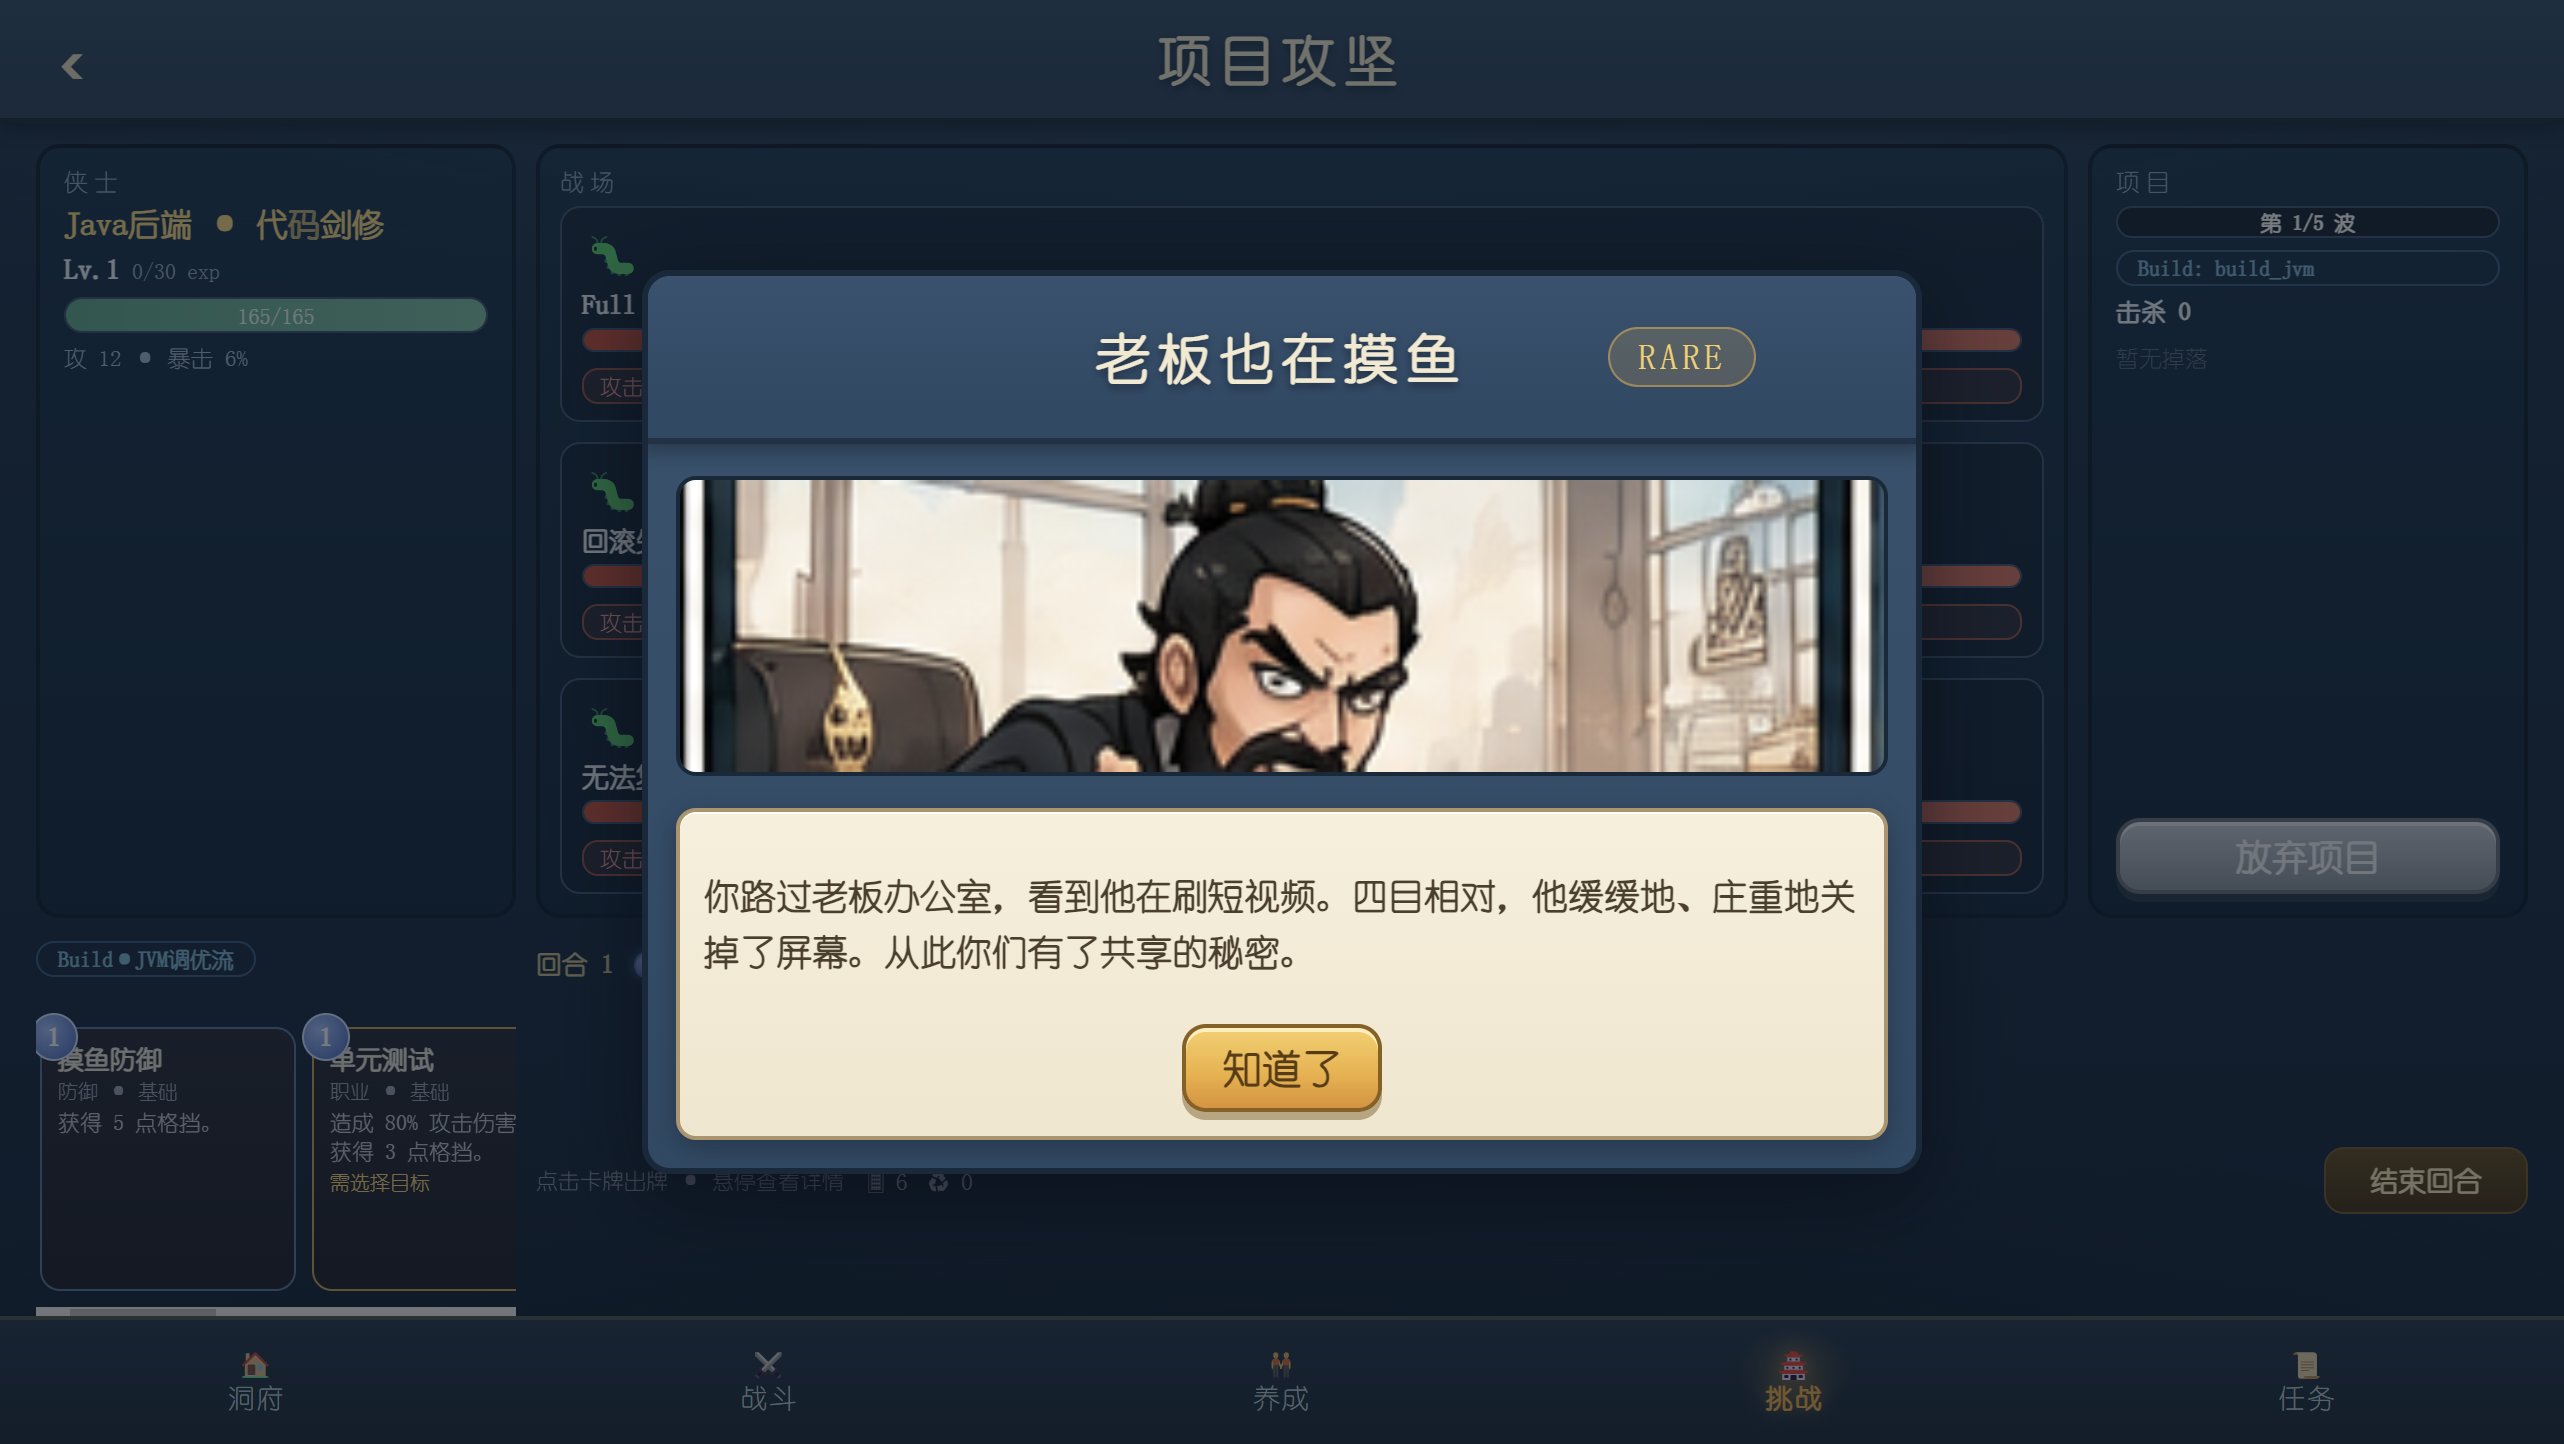 项目攻坚
侠士
Java后端 • 代码剑修
Lv.1 0/30 exp
165/165
攻 12 • 暴击 6%
战场
Full
攻击
回滚
攻击
无法
攻击
项目
第 1/5 波
Build: build_jvm
击杀 0
暂无掉落
放弃项目
老板也在摸鱼
RARE
你路过老板办公室，看到他在刷短视频。四目相对，他缓缓地、庄重地关
掉了屏幕。从此你们有了共享的秘密。
知道了
Build•JVM调优流
回合 1
1
摸鱼防御
防御 • 基础
获得 5 点格挡。
1
单元测试
职业 • 基础
造成 80% 攻击伤害
获得 3 点格挡。
需选择目标
点击卡牌出牌 • 悬停查看详情 6 0
结束回合
洞府
战斗
养成
挑战
任务